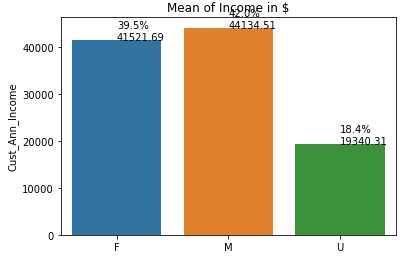 Mean of Income in $
42.0%
44134.51
39.5%
41521.69
18.4%
19340.31
Cust_Ann_Income
40000
30000
20000
10000
0
F
M
U